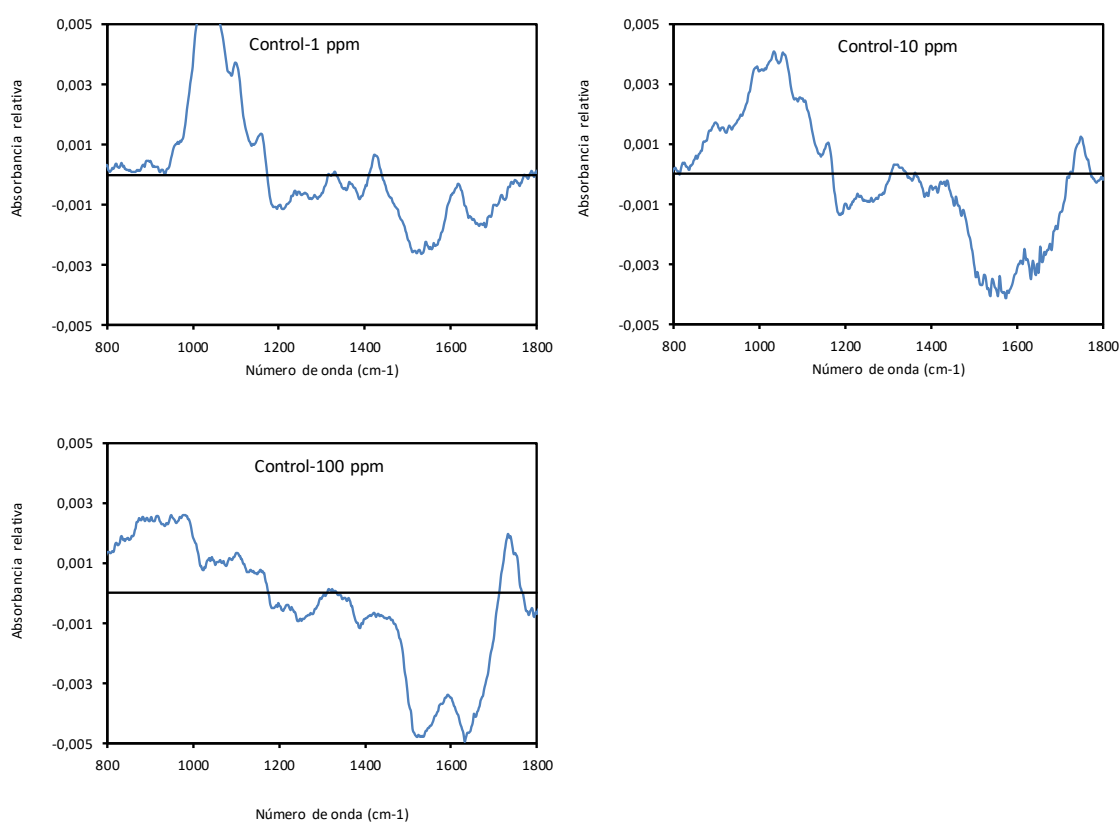 Control-1 ppm
Absorbancia relativa
0,005
0,003
0,001
-0,001
-0,003
-0,005
800 1000 1200 1400 1600 1800
Número de onda (cm-1)
Control-10 ppm
Absorbancia relativa
0,005
0,003
0,001
-0,001
-0,003
-0,005
800 1000 1200 1400 1600 1800
Número de onda (cm-1)
Control-100 ppm
Absorbancia relativa
0,005
0,003
0,001
-0,001
-0,003
-0,005
800 1000 1200 1400 1600 1800
Número de onda (cm-1)